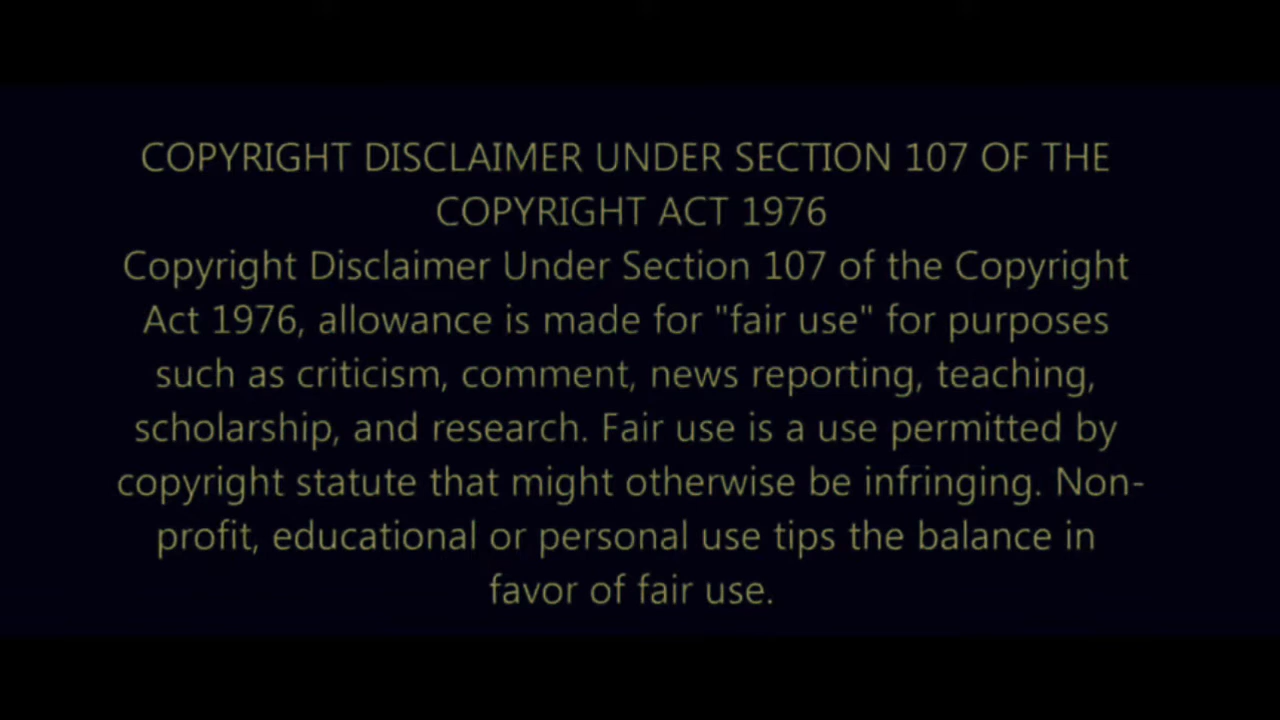 COPYRIGHT DISCLAIMER UNDER SECTION 107 OF THE
COPYRIGHT ACT 1976
Copyright Disclaimer Under Section 107 of the Copyright
Act 1976, allowance is made for "fair use" for purposes
such as criticism, comment, news reporting, teaching,
scholarship, and research. Fair use is a use permitted by
copyright statute that might otherwise be infringing. Non-
profit, educational or personal use tips the balance in
favor of fair use.